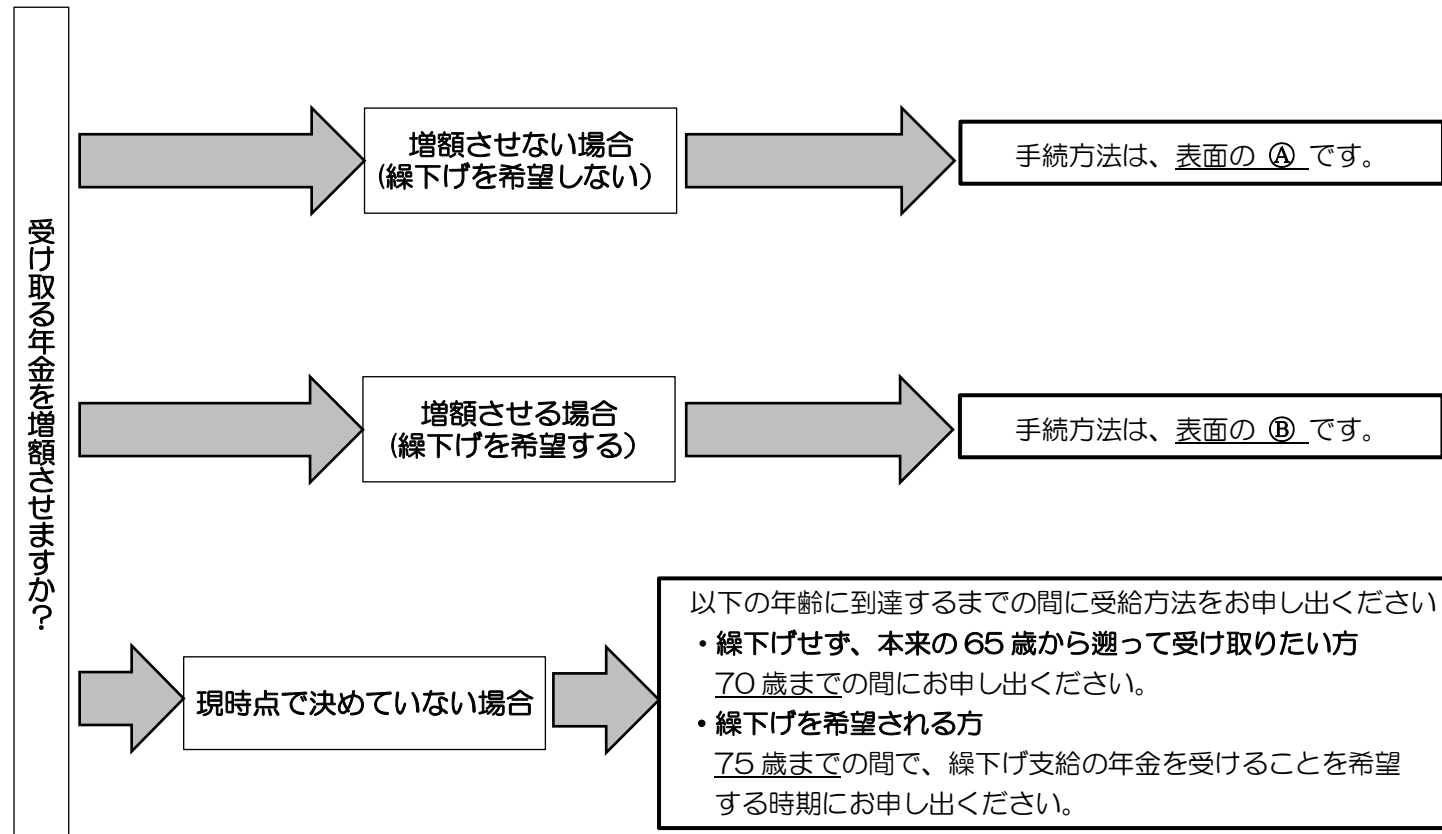 受け取る年金を増額させますか？
増額させない場合
(繰下げを希望しない)
手続方法は、表面の Ⓐ です。
増額させる場合
(繰下げを希望する)
手続方法は、表面の Ⓑ です。
現時点で決めていない場合
以下の年齢に到達するまでの間に受給方法をお申し出ください
・繰下げせず、本来の 65 歳から遡って受け取りたい方
70 歳までの間にお申し出ください。
・繰下げを希望される方
75 歳までの間で、繰下げ支給の年金を受けることを希望
する時期にお申し出ください。